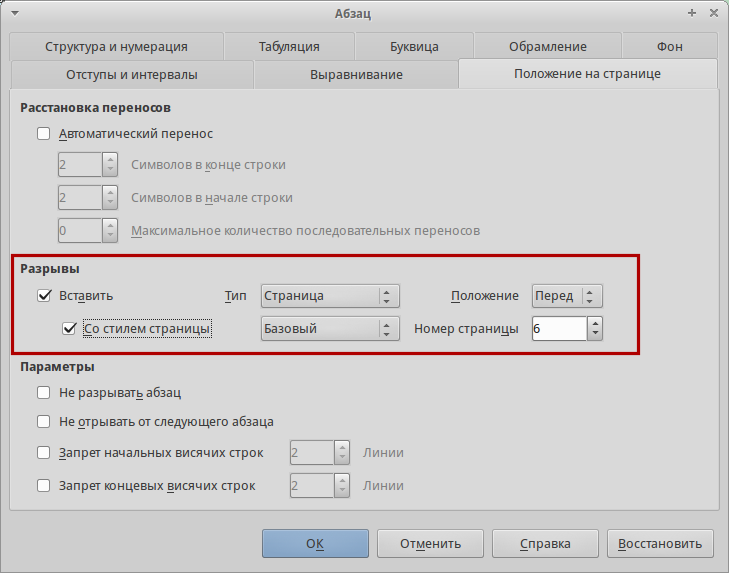 Абзац
Структура и нумерация Табуляция Буквица Обрамление Фон
Отступы и интервалы Выравнивание Положение на странице
Расстановка переносов
Автоматический перенос
2 Символов в конце строки
2 Символов в начале строки
0 Максимальное количество последовательных переносов
Разрывы
Вставить Тип Страница Положение Перед
Со стилем страницы Базовый Номер страницы 6
Параметры
Не разрывать абзац
Не отрывать от следующего абзаца
Запрет начальных висячих строк 2 Линии
Запрет концевых висячих строк 2 Линии
OK Отменить Справка Восстановить